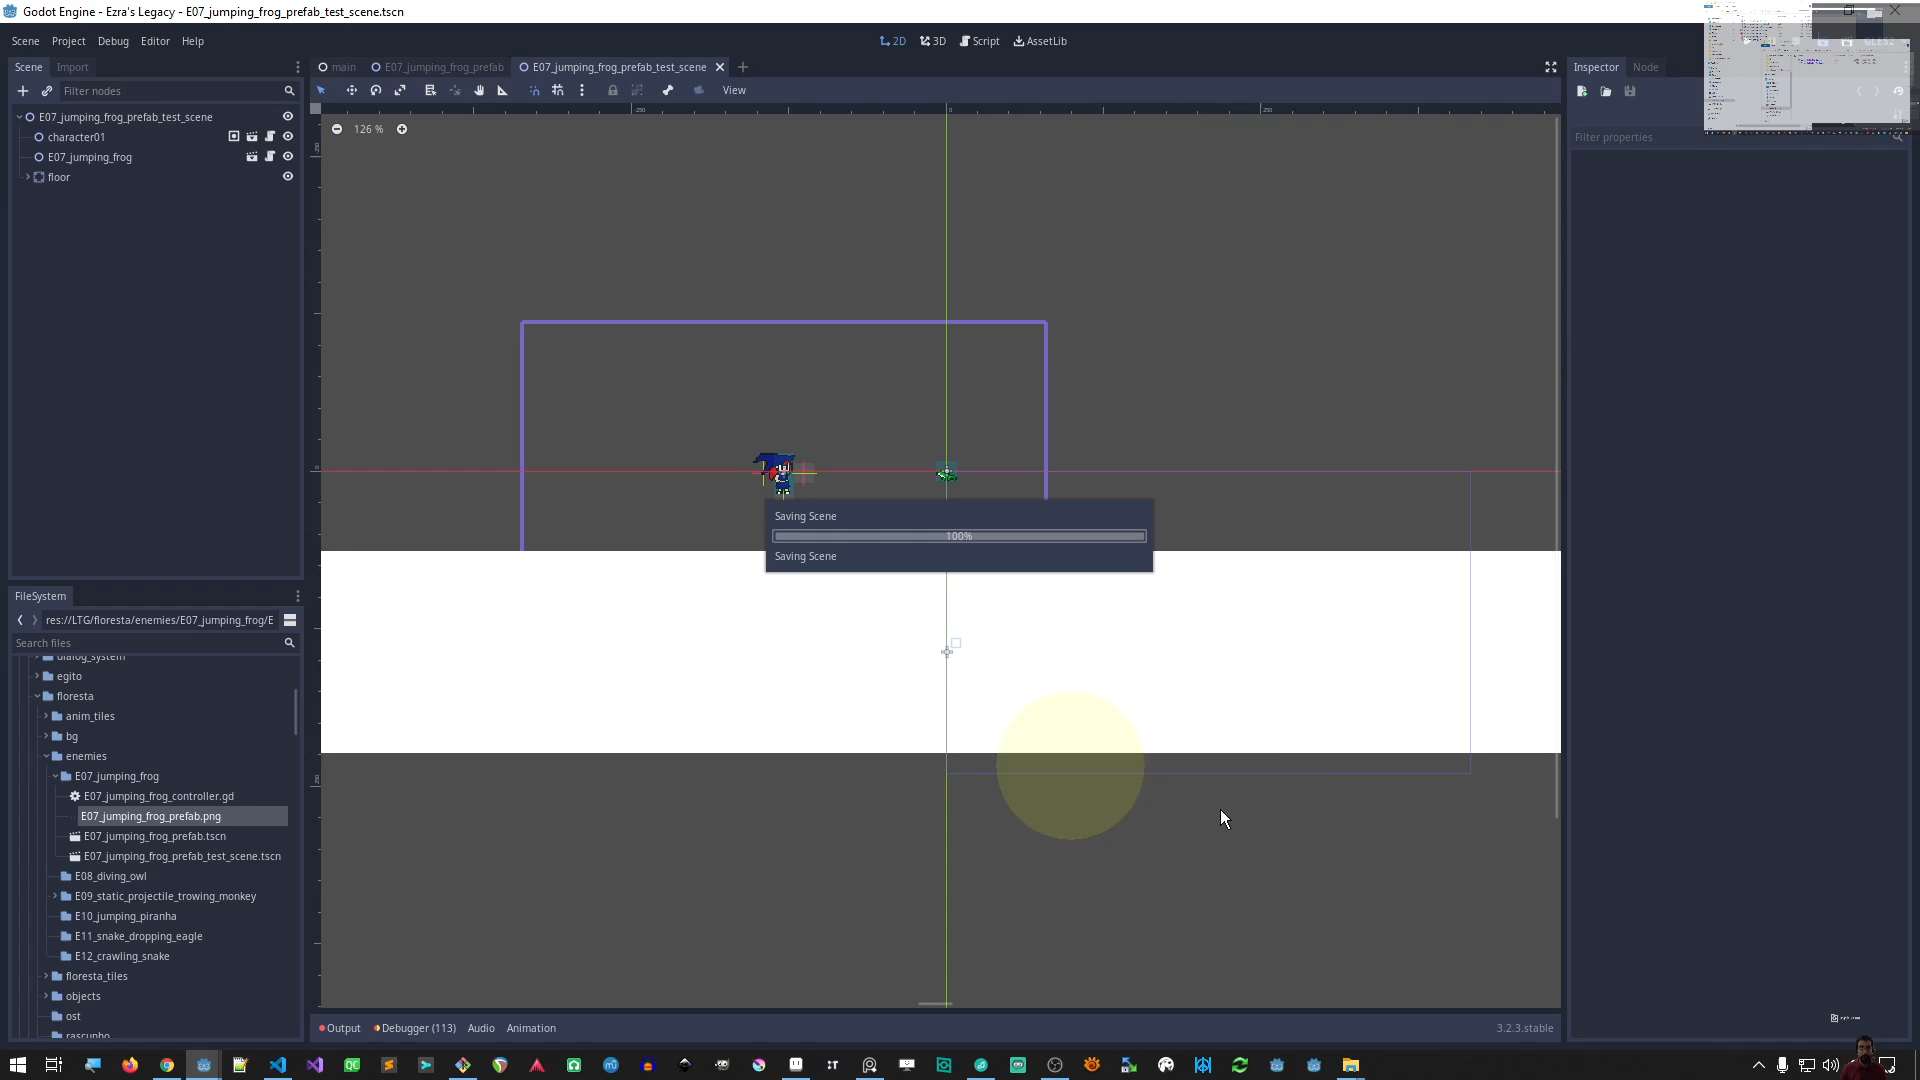 Godot Engine - Ezra's Legacy - E07_jumping_frog_prefab_test_scene.tscn
Scene Project Debug Editor Help
2D 3D Script AssetLib
Scene Import
main E07_jumping_frog_prefab E07_jumping_frog_prefab_test_scene
Inspector Node
Filter nodes
View
126 %
Filter properties
E07_jumping_frog_prefab_test_scene
character01
E07_jumping_frog
floor
Saving Scene
100%
Saving Scene
FileSystem
res://LTG/floresta/enemies/E07_jumping_frog/E
Search files
dialog_system
egito
floresta
anim_tiles
bg
enemies
E07_jumping_frog
E07_jumping_frog_controller.gd
E07_jumping_frog_prefab.png
E07_jumping_frog_prefab.tscn
E07_jumping_frog_prefab_test_scene.tscn
E08_diving_owl
E09_static_projectile_trowing_monkey
E10_jumping_piranha
E11_snake_dropping_eagle
E12_crawling_snake
floresta_tiles
objects
ost
rascunho
Output Debugger (113) Audio Animation
3.2.3.stable